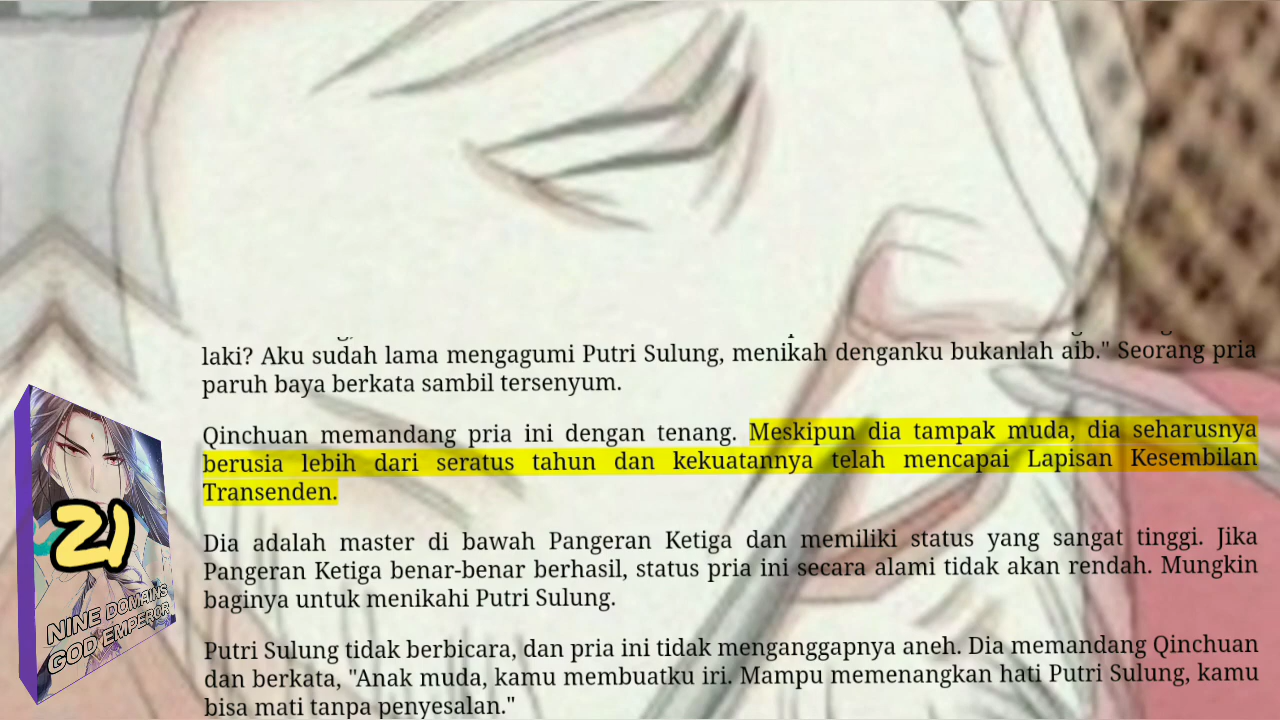 laki? Aku sudah lama mengagumi Putri Sulung, menikah denganku bukanlah aib." Seorang pria
paruh baya berkata sambil tersenyum.
Qinchuan memandang pria ini dengan tenang. Meskipun dia tampak muda, dia seharusnya
berusia lebih dari seratus tahun dan kekuatannya telah mencapai Lapisan Kesembilan
Transenden.
Dia adalah master di bawah Pangeran Ketiga dan memiliki status yang sangat tinggi. Jika
Pangeran Ketiga benar-benar berhasil, status pria ini secara alami tidak akan rendah. Mungkin
baginya untuk menikahi Putri Sulung.
Putri Sulung tidak berbicara, dan pria ini tidak menganggapnya aneh. Dia memandang Qinchuan
dan berkata, "Anak muda, kamu membuatku iri. Mampu memenangkan hati Putri Sulung, kamu
bisa mati tanpa penyesalan."
21
NINE DOMAINS
GOD EMPEROR